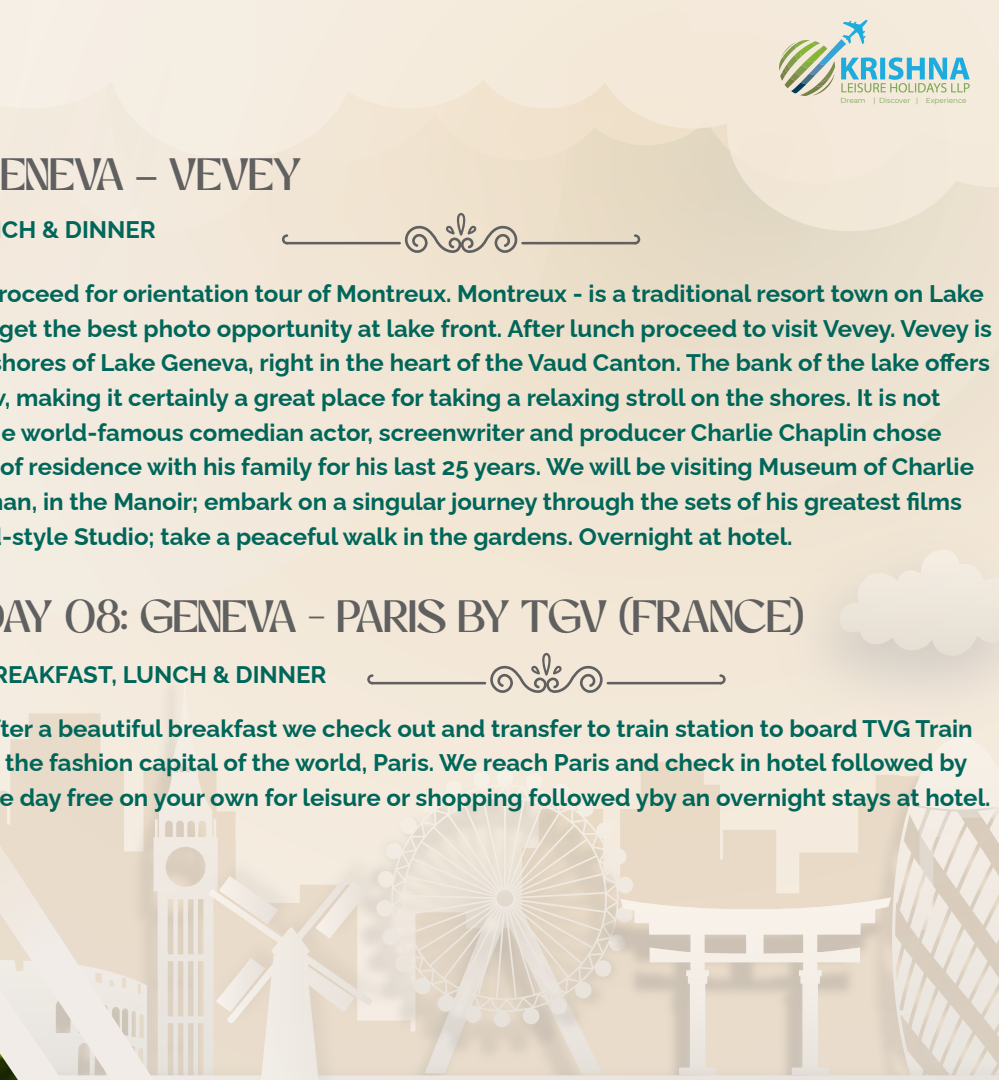 KRISHNA
LEISURE HOLIDAYS LLP
Dream | Discover | Experience
ENEVA – VEVEY
CH & DINNER
roceed for orientation tour of Montreux. Montreux - is a traditional resort town on Lake
get the best photo opportunity at lake front. After lunch proceed to visit Vevey. Vevey is
hores of Lake Geneva, right in the heart of the Vaud Canton. The bank of the lake offers
, making it certainly a great place for taking a relaxing stroll on the shores. It is not
e world-famous comedian actor, screenwriter and producer Charlie Chaplin chose
of residence with his family for his last 25 years. We will be visiting Museum of Charlie
an, in the Manoir; embark on a singular journey through the sets of his greatest films
-style Studio; take a peaceful walk in the gardens. Overnight at hotel.
AY 08: GENEVA - PARIS BY TGV (FRANCE)
REAKFAST, LUNCH & DINNER
ter a beautiful breakfast we check out and transfer to train station to board TVG Train
the fashion capital of the world, Paris. We reach Paris and check in hotel followed by
e day free on your own for leisure or shopping followed yby an overnight stays at hotel.